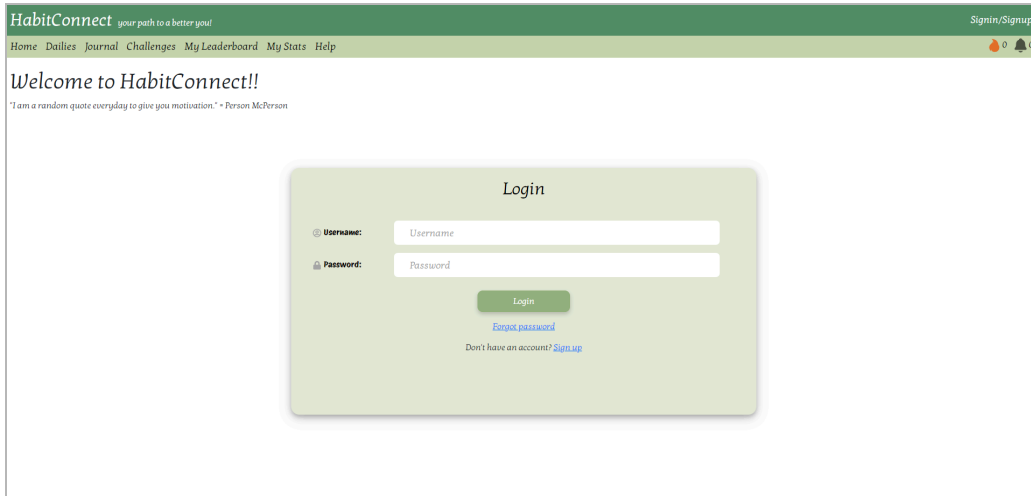 HabitConnect your path to a better you! Signin/Signup
Home Dailies Journal Challenges My Leaderboard My Stats Help 0
Welcome to HabitConnect!!
"I am a random quote everyday to give you motivation." ~ Person McPerson
Login
Username: Username
Password: Password
Login
Forgot password
Don't have an account? Sign up